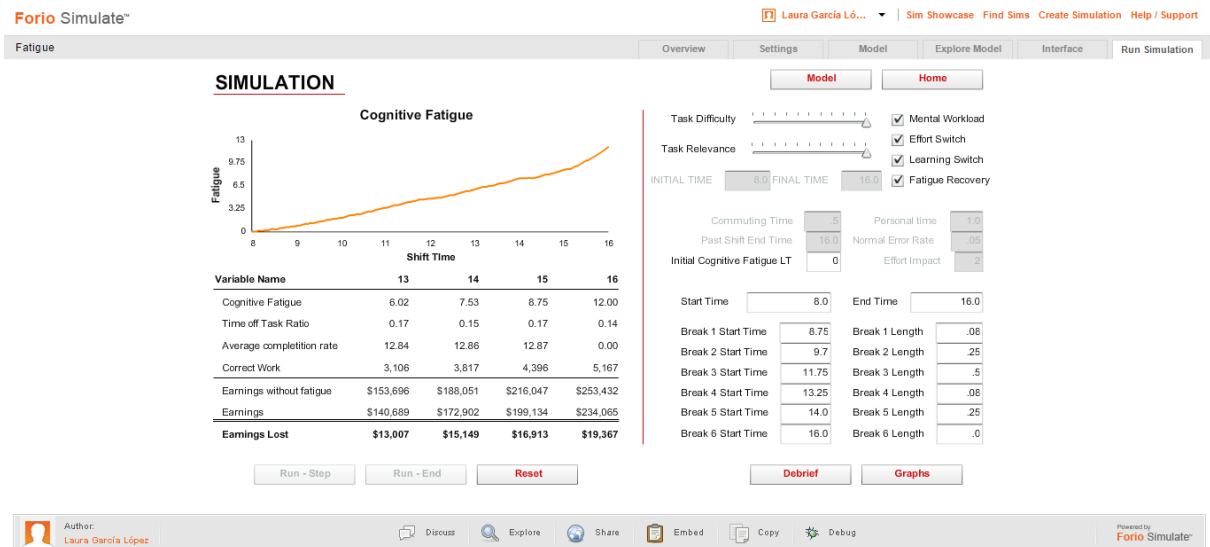 Forio Simulate™
Laura García Ló... | Sim Showcase Find Sims Create Simulation Help / Support
Fatigue
Overview Settings Model Explore Model Interface Run Simulation
SIMULATION
Model Home
Cognitive Fatigue
13
9.75
6.5
3.25
0
Fatigue
8 9 10 11 12 13 14 15 16
Shift TIme
Variable Name 13 14 15 16
Cognitive Fatigue 6.02 7.53 8.75 12.00
Time off Task Ratio 0.17 0.15 0.17 0.14
Average completition rate 12.84 12.86 12.87 0.00
Correct Work 3,106 3,817 4,396 5,167
Earnings without fatigue $153,696 $188,051 $216,047 $253,432
Earnings $140,689 $172,902 $199,134 $234,065
Earnings Lost $13,007 $15,149 $16,913 $19,367
Run - Step Run - End Reset
Task Difficulty Mental Workload
Effort Switch
Task Relevance Learning Switch
INITIAL TIME 8.0 FINAL TIME 16.0 Fatigue Recovery
Commuting Time .5 Personal time 1.0
Past Shift End Time 16.0 Normal Error Rate .05
Initial Cognitive Fatigue LT 0 Effort Impact 2
Start Time 8.0 End Time 16.0
Break 1 Start Time 8.75 Break 1 Length .08
Break 2 Start Time 9.7 Break 2 Length .25
Break 3 Start Time 11.75 Break 3 Length .5
Break 4 Start Time 13.25 Break 4 Length .08
Break 5 Start Time 14.0 Break 5 Length .25
Break 6 Start Time 16.0 Break 6 Length .0
Debrief Graphs
Author:
Laura García López
Discuss Explore Share Embed Copy Debug
Powered by
Forio Simulate™